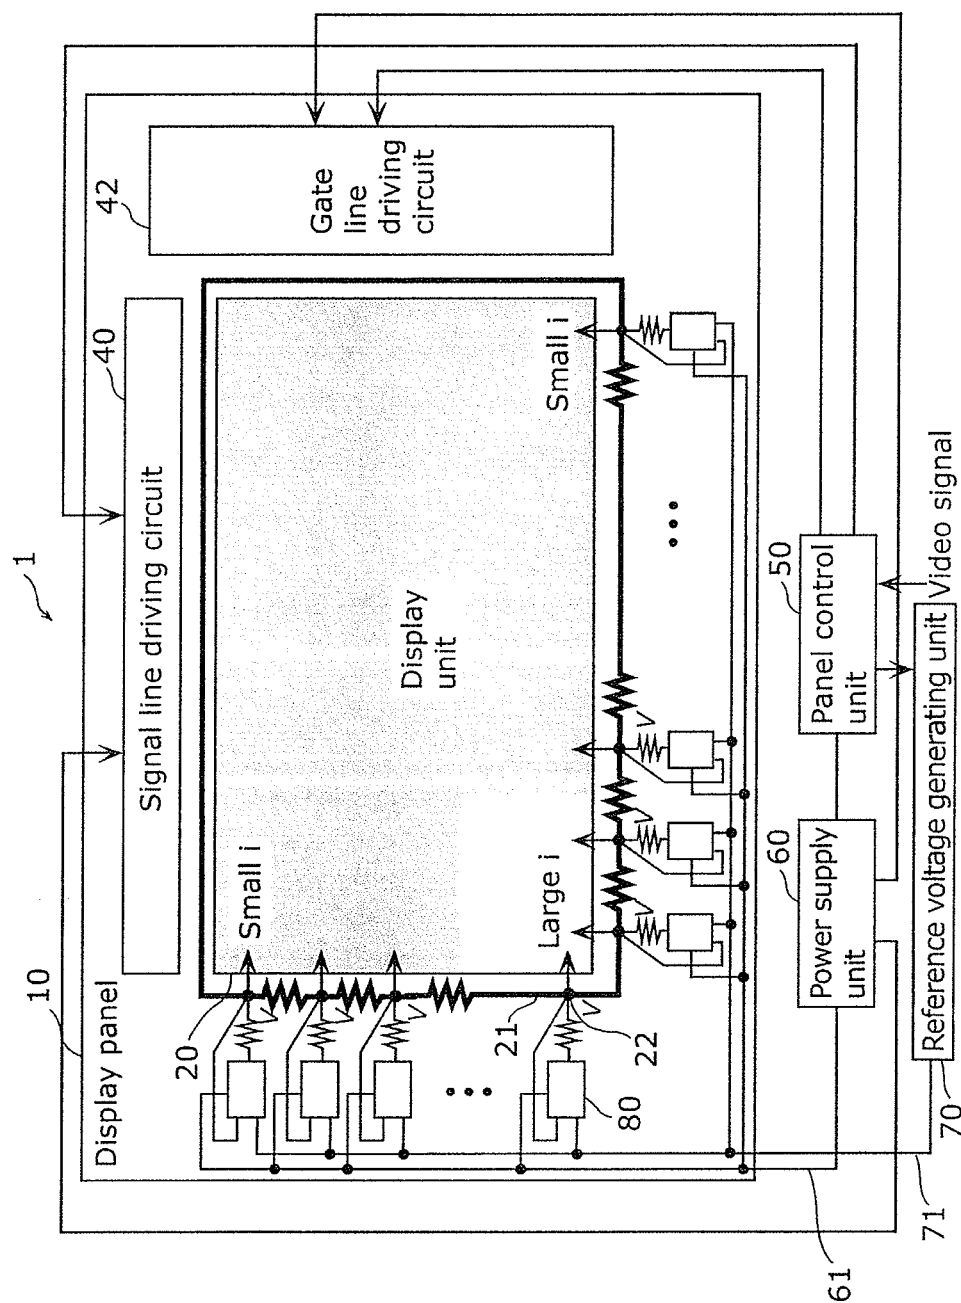 1
10
Display panel
40
Signal line driving circuit
42
Gate
line
driving
circuit
20
Small i
Display
unit
Large i
Small i
21
22
80
60
Power supply
unit
50
Panel control
unit
Video signal
Reference voltage generating unit
70
71
61